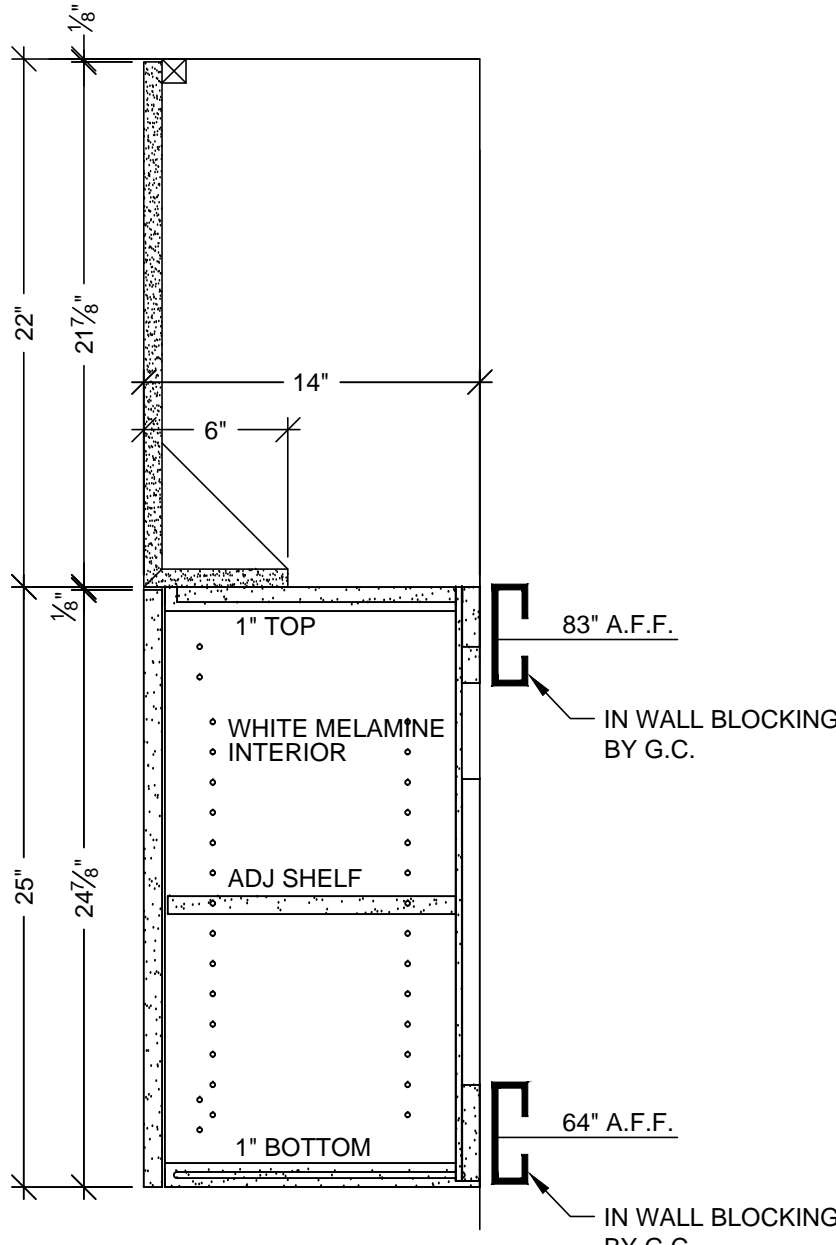 1/8"
22"
21 7/8"
14"
6"
1/8"
1" TOP
83" A.F.F.
IN WALL BLOCKING
BY G.C.
WHITE MELAMINE
INTERIOR
25"
24 7/8"
ADJ SHELF
64" A.F.F.
1" BOTTOM
IN WALL BLOCKING
BY G.C.